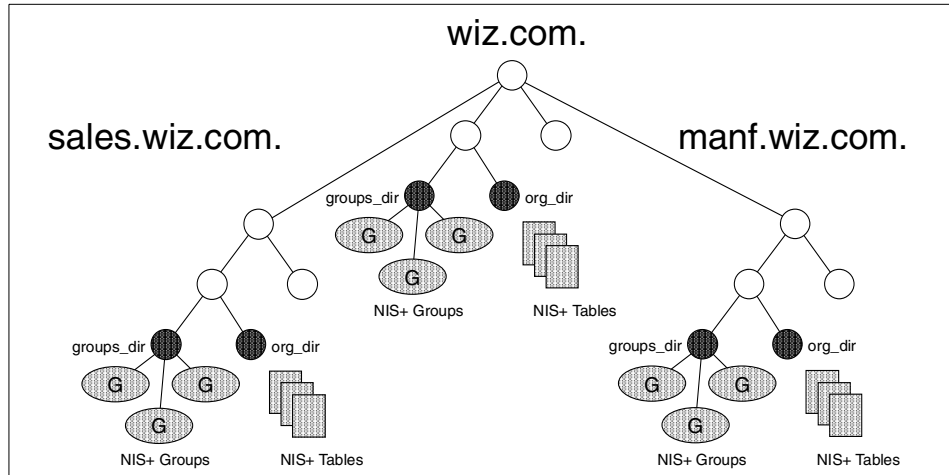 wiz.com.
sales.wiz.com.
manf.wiz.com.
groups_dir
org_dir
G
G
G
NIS+ Groups
NIS+ Tables
groups_dir
org_dir
G
G
G
NIS+ Groups
NIS+ Tables
groups_dir
org_dir
G
G
G
NIS+ Groups
NIS+ Tables